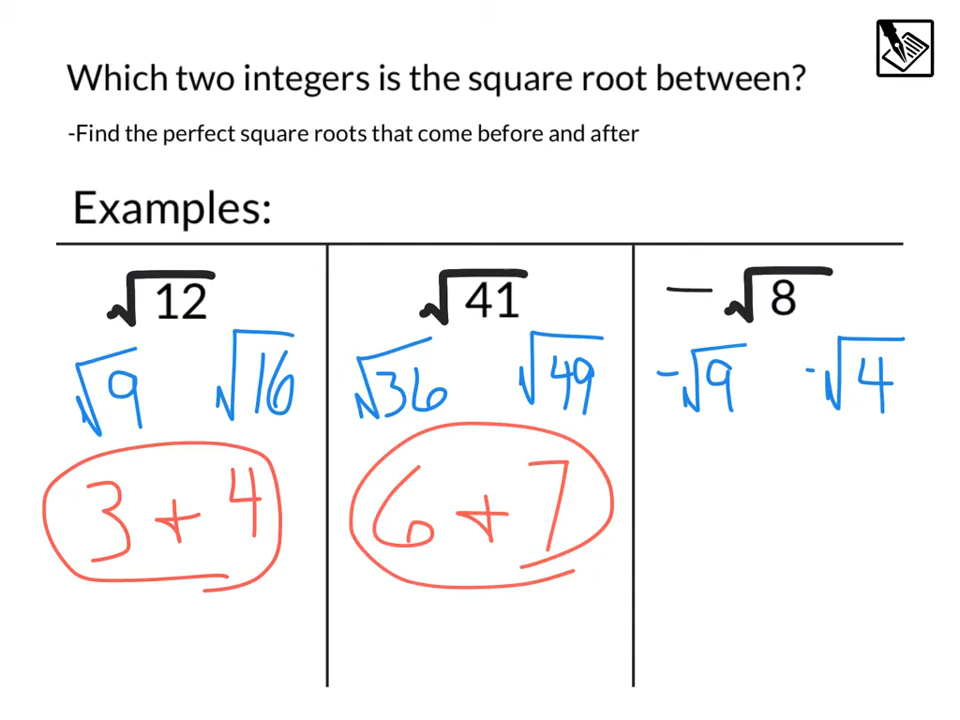 Which two integers is the square root between?
-Find the perfect square roots that come before and after
Examples:
√12 √41 -√8
√9 √16 √36 √49 -√9 -√4
3 + 4 6 + 7